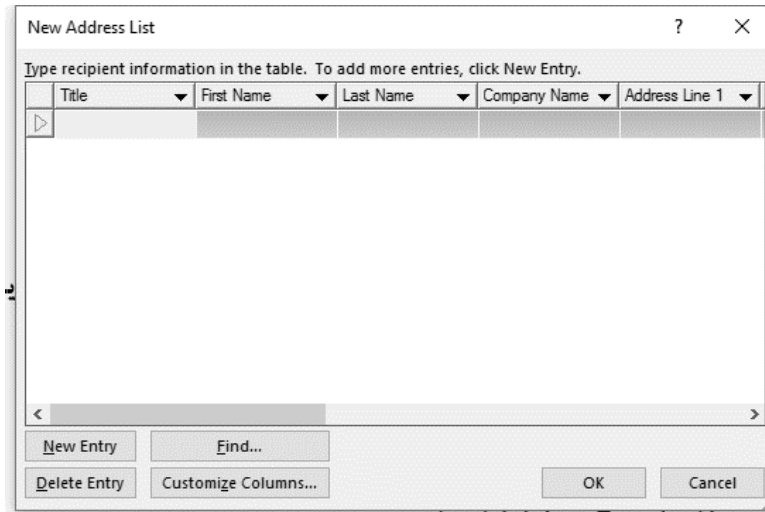 New Address List ?
Type recipient information in the table. To add more entries, click New Entry.
Title First Name Last Name Company Name Address Line 1
New Entry Find...
Delete Entry Customize Columns... OK Cancel